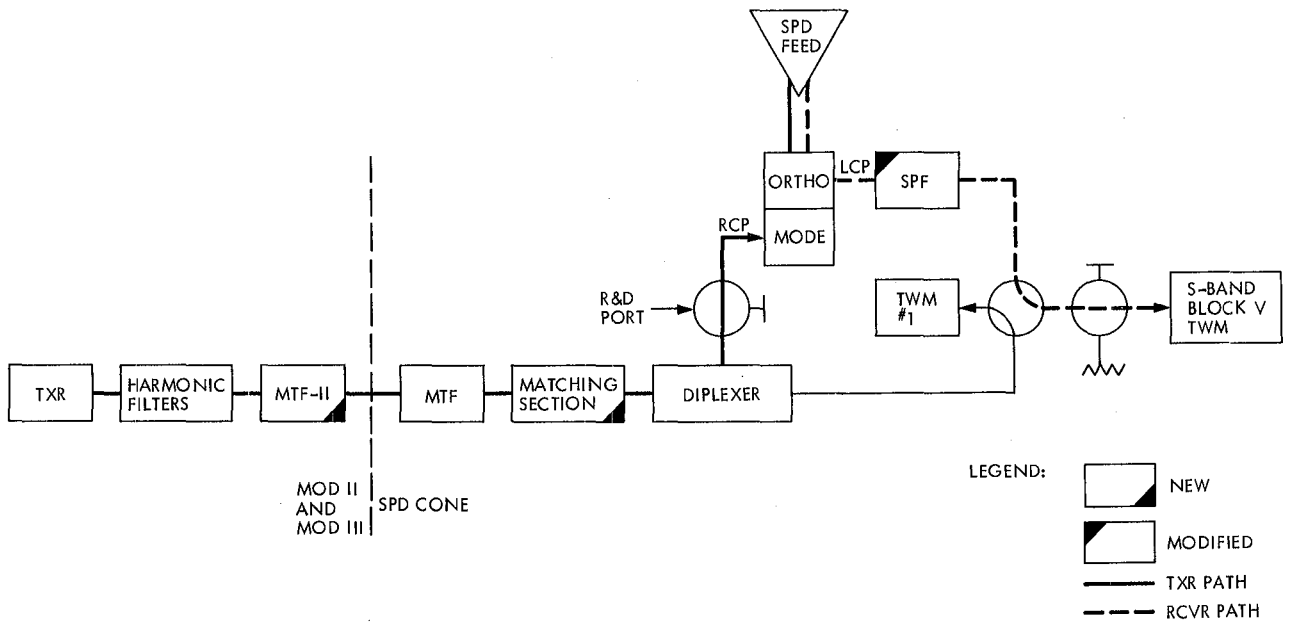 SPD
FEED
ORTHO
MODE
LCP
SPF
RCP
R&D
PORT
TWM
#1
S-BAND
BLOCK V
TWM
TXR
HARMONIC
FILTERS
MTF-II
MTF
MATCHING
SECTION
DIPLEXER
MOD II
AND
MOD III
SPD CONE
LEGEND:
NEW
MODIFIED
TXR PATH
RCVR PATH